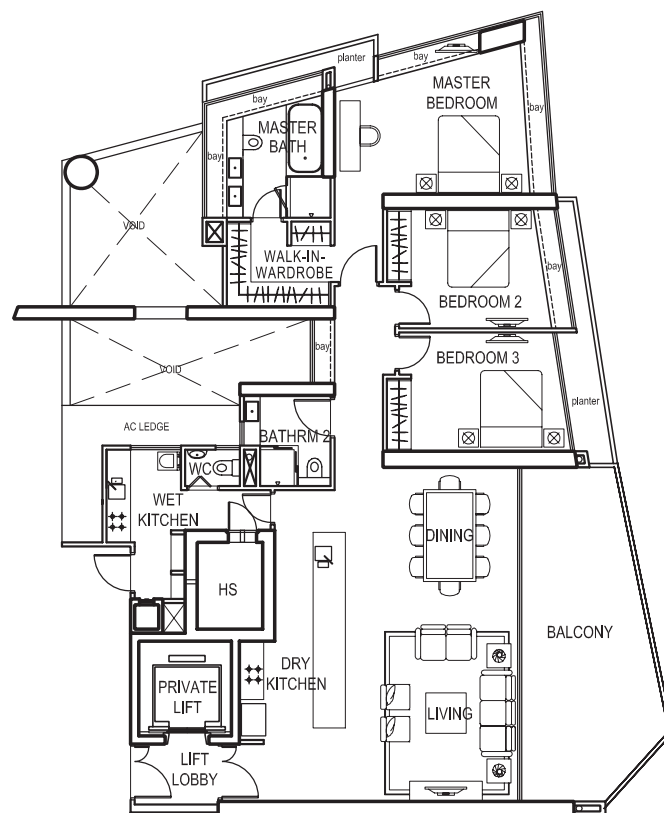 planter
bay
MASTER
BEDROOM
bay
MASTER
BATH
bay
bay
VOID
WALK-IN-
WARDROBE
bay
BEDROOM 2
bay
BEDROOM 3
VOID
planter
AC LEDGE
BATHRM 2
WC
WET
KITCHEN
DINING
HS
BALCONY
DRY
KITCHEN
PRIVATE
LIFT
LIVING
LIFT
LOBBY